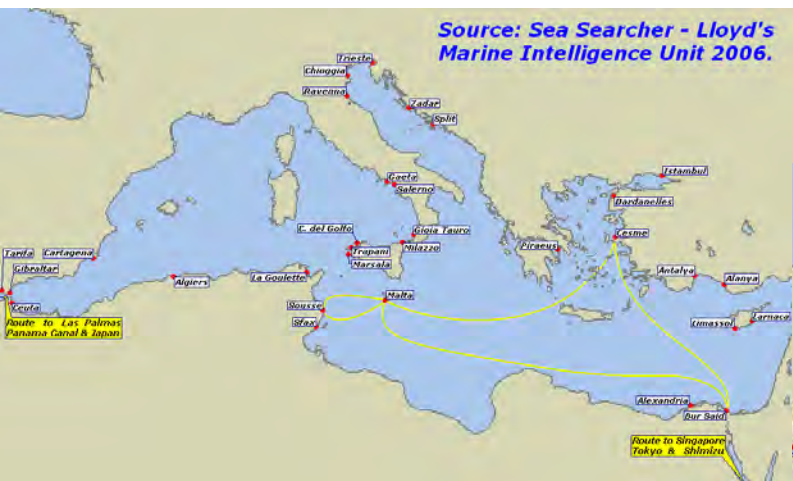 Source: Sea Searcher - Lloyd's
Marine Intelligence Unit 2006.
Trieste
Chioggia
Ravenna
Zadar
Split
Istambul
Gaeta
Salerno
Dardanelles
C. del Golfo
Gioia Tauro
Cesme
Tarifa
Cartagena
Trapani
Milazzo
Piraeus
Gibraltar
Marsala
La Goulette
Algiers
Antalya
Alanya
Malta
Ceuta
Sousse
Larnaca
Limassol
Sfax
Route to Las Palmas
Panama Canal & Japan
Alexandria
Bur Said
Route to Singapore
Tokyo & Shimizu